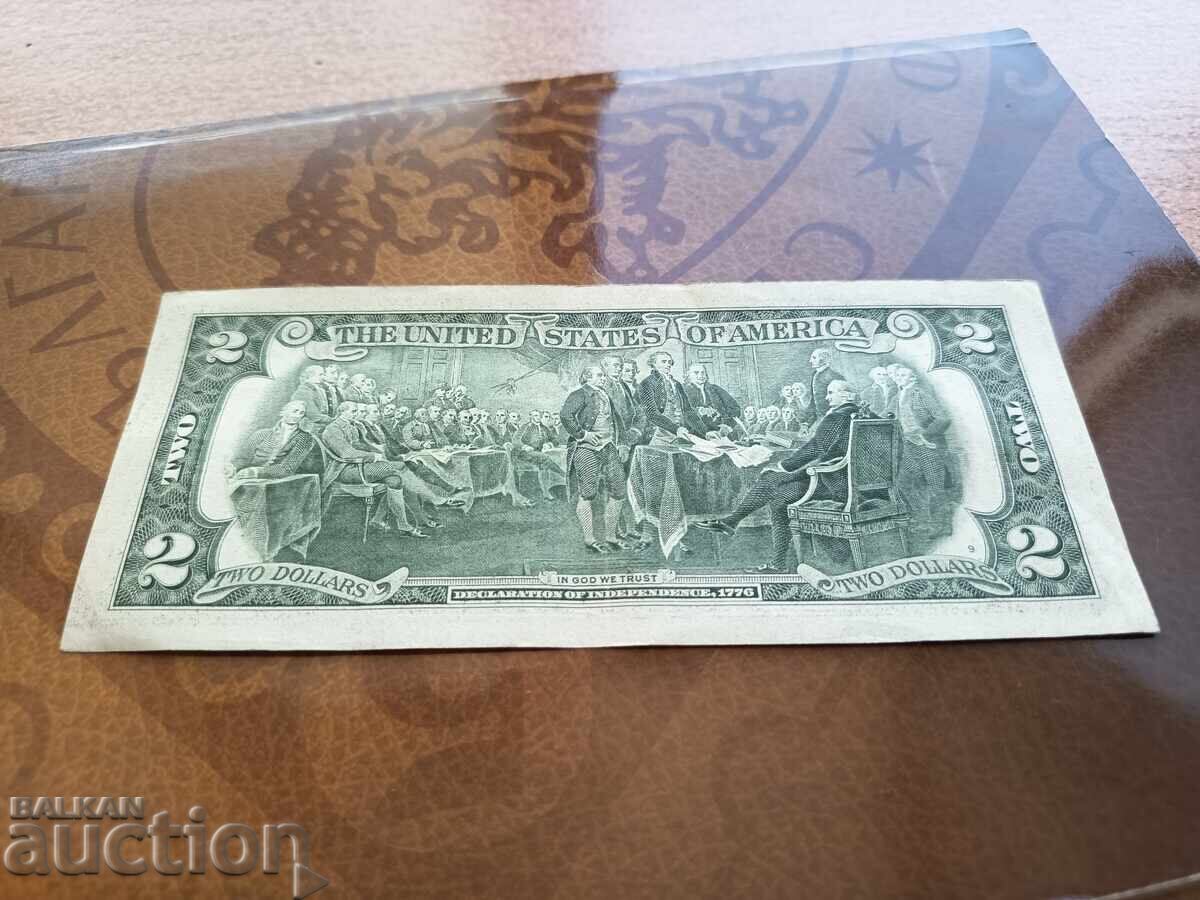 THE UNITED STATES OF AMERICA
2
2
TWO
TWO
2
2
TWO DOLLARS
IN GOD WE TRUST
TWO DOLLARS
9
DECLARATION OF INDEPENDENCE, 1776
BALKAN
auction